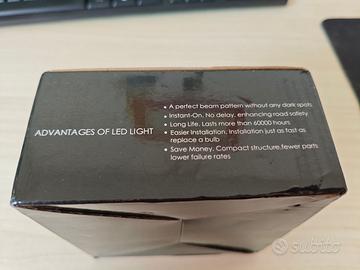 ADVANTAGES OF LED LIGHT
• A perfect beam pattern without any dark spots
• Instant-On. No delay, enhancing road safety
• Long Life. Lasts more than 60000 hours
• Easier Installation, Installation just as fast as
replace a bulb
• Save Money. Compact structure,fewer parts
lower failure rates
subito